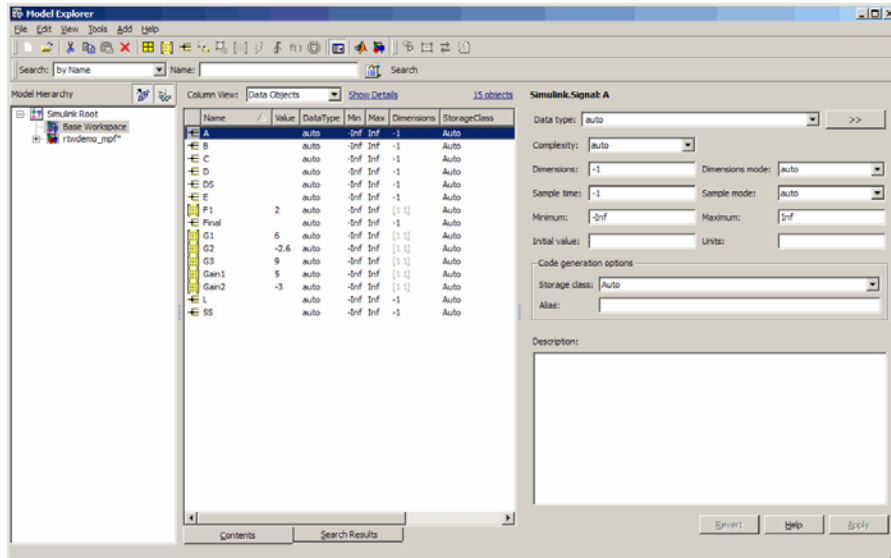 Model Explorer
File Edit View Tools Add Help
Search: by Name Name: Search
Model Hierarchy
Simulink Root
Base Workspace
rtwdemo_mpf*
Column View: Data Objects Show Details 15 objects
Name Value DataType Min Max Dimensions StorageClass
A auto -Inf Inf -1 Auto
B auto -Inf Inf -1 Auto
C auto -Inf Inf -1 Auto
D auto -Inf Inf -1 Auto
DS auto -Inf Inf -1 Auto
E auto -Inf Inf -1 Auto
F1 2 auto -Inf Inf [1 1] Auto
Final auto -Inf Inf -1 Auto
G1 6 auto -Inf Inf [1 1] Auto
G2 -2.6 auto -Inf Inf [1 1] Auto
G3 9 auto -Inf Inf [1 1] Auto
Gain1 5 auto -Inf Inf [1 1] Auto
Gain2 -3 auto -Inf Inf [1 1] Auto
L auto -Inf Inf -1 Auto
SS auto -Inf Inf -1 Auto
Contents Search Results
Simulink.Signal: A
Data type: auto >>
Complexity: auto
Dimensions: -1 Dimensions mode: auto
Sample time: -1 Sample mode: auto
Minimum: -Inf Maximum: Inf
Initial value: Units:
Code generation options
Storage class: Auto
Alias:
Description:
Revert Help Apply